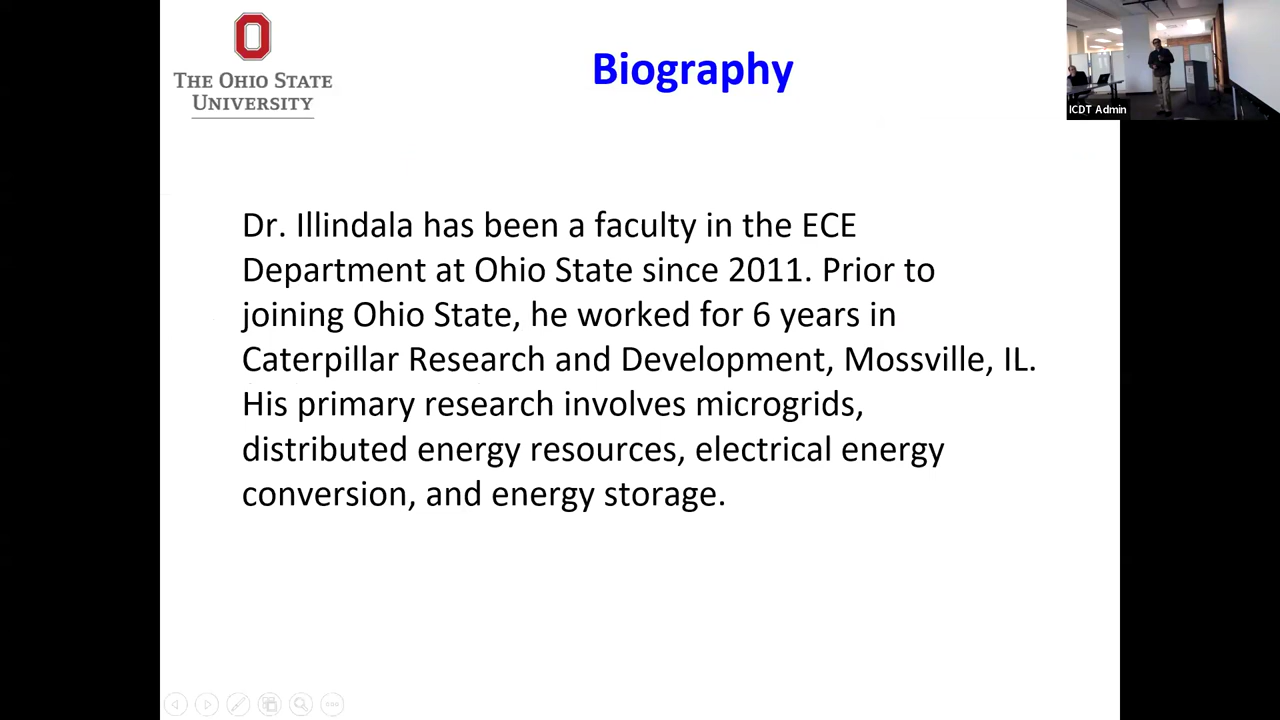 THE OHIO STATE
UNIVERSITY
Biography
ICDT Admin
Dr. Illindala has been a faculty in the ECE
Department at Ohio State since 2011. Prior to
joining Ohio State, he worked for 6 years in
Caterpillar Research and Development, Mossville, IL.
His primary research involves microgrids,
distributed energy resources, electrical energy
conversion, and energy storage.